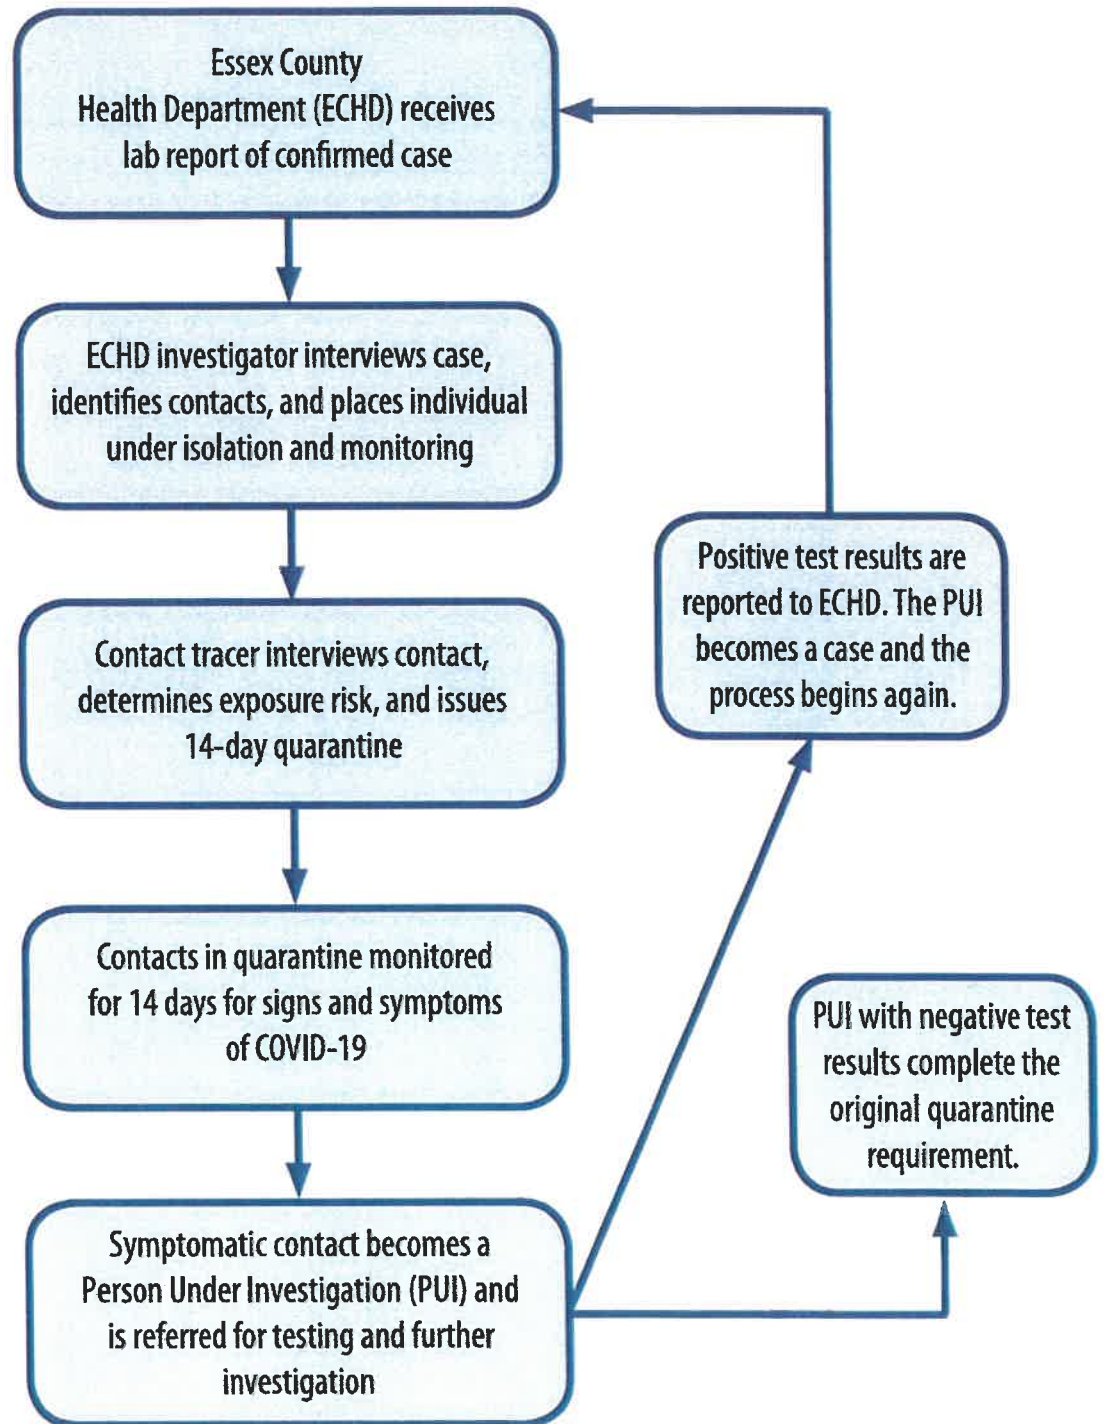 Essex County
Health Department (ECHD) receives
lab report of confirmed case
ECHD investigator interviews case,
identifies contacts, and places individual
under isolation and monitoring
Contact tracer interviews contact,
determines exposure risk, and issues
14-day quarantine
Contacts in quarantine monitored
for 14 days for signs and symptoms
of COVID-19
Symptomatic contact becomes a
Person Under Investigation (PUI) and
is referred for testing and further
investigation
Positive test results are
reported to ECHD. The PUI
becomes a case and the
process begins again.
PUI with negative test
results complete the
original quarantine
requirement.